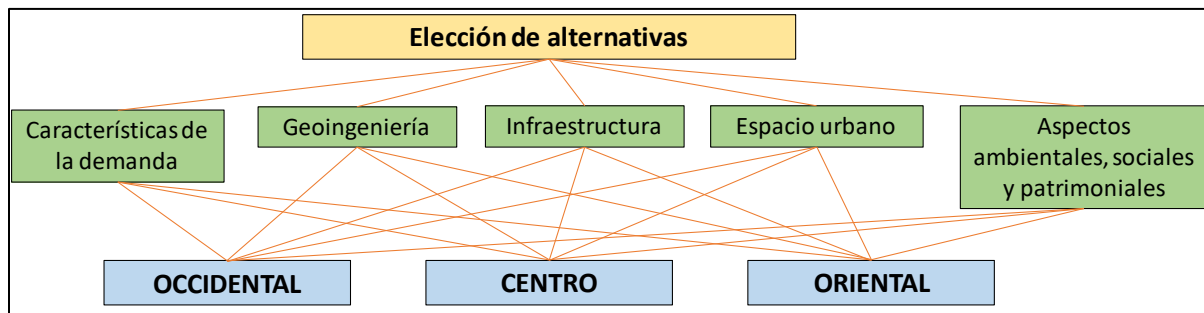 Elección de alternativas
Características de
la demanda
Geoingeniería
Infraestructura
Espacio urbano
Aspectos
ambientales, sociales
y patrimoniales
OCCIDENTAL
CENTRO
ORIENTAL